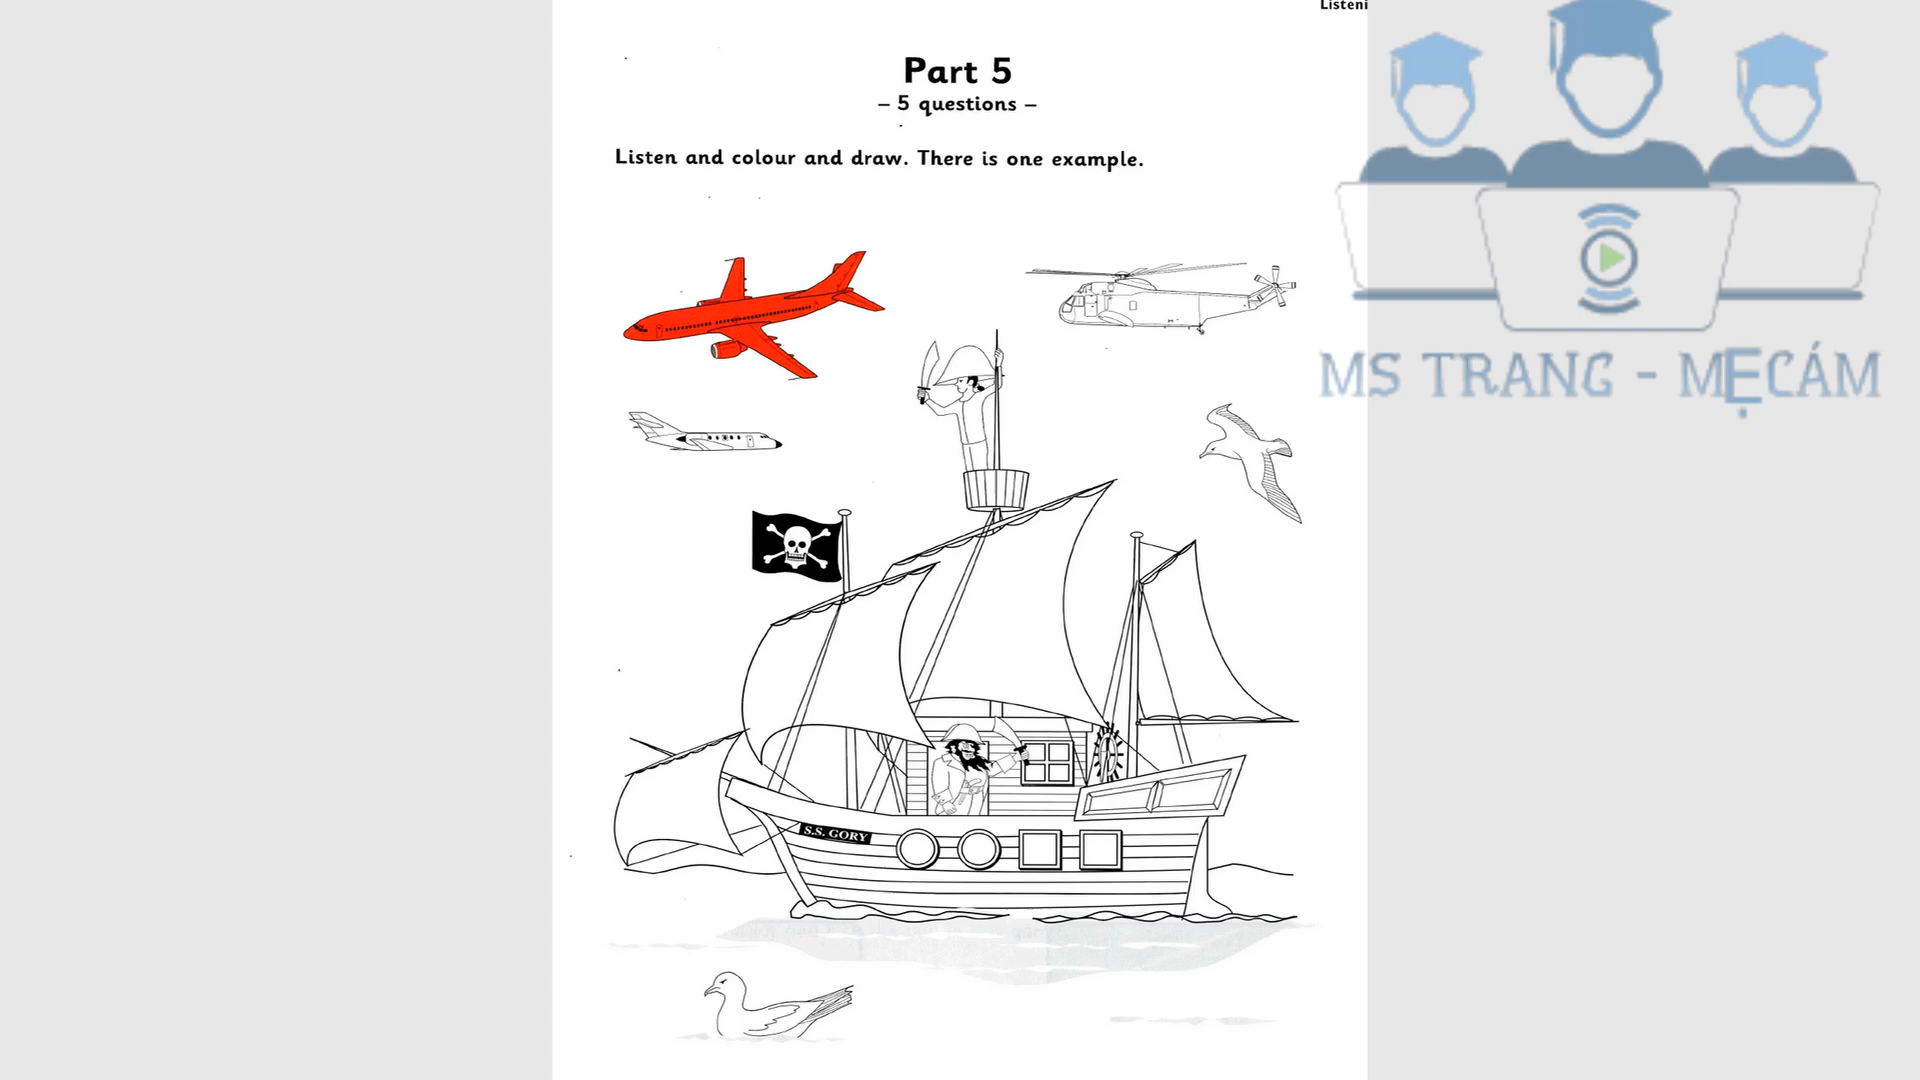 Listeni
Part 5
– 5 questions –
Listen and colour and draw. There is one example.
MS TRANG - MẸCÁM
S.S. GORY